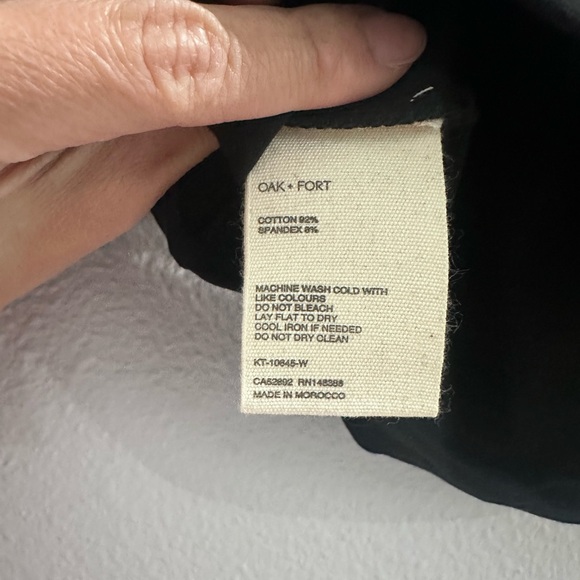 OAK + FORT
COTTON 92%
SPANDEX 8%
MACHINE WASH COLD WITH
LIKE COLOURS
DO NOT BLEACH
LAY FLAT TO DRY
COOL IRON IF NEEDED
DO NOT DRY CLEAN
KT-10645-W
CA52692 RN148388
MADE IN MOROCCO